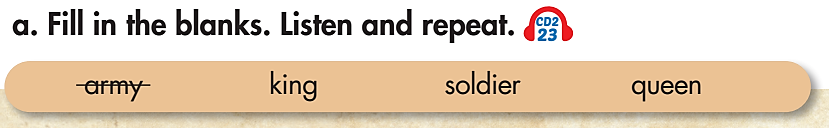 a. Fill in the blanks. Listen and repeat. CD2 23
army king soldier queen